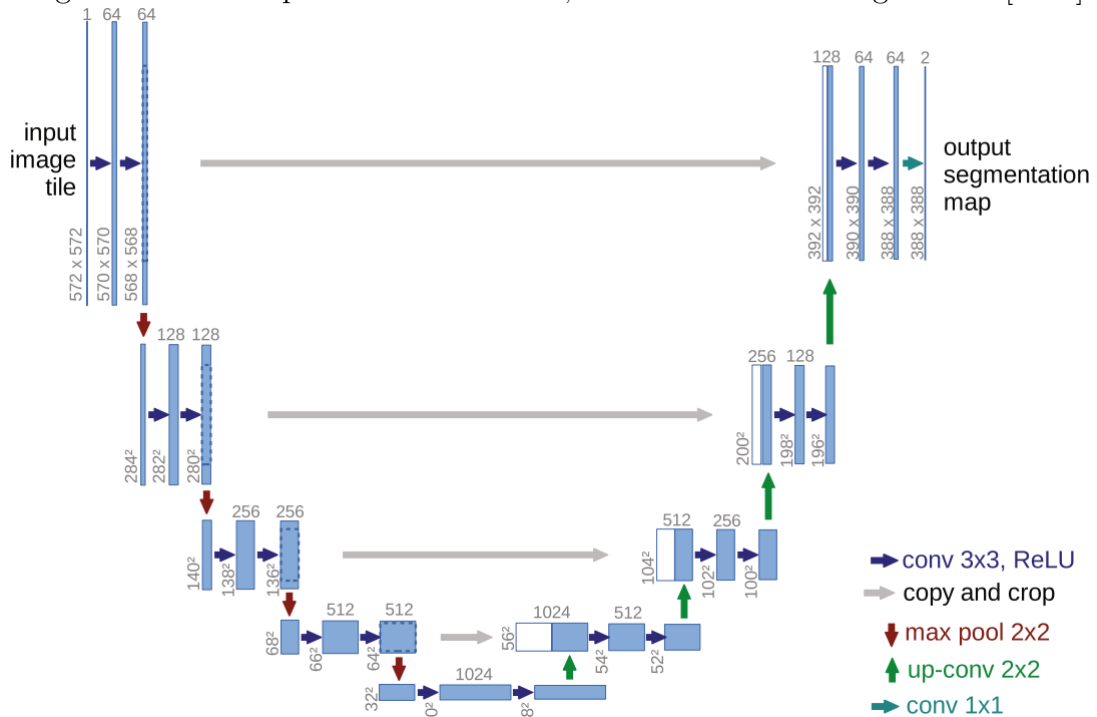 1 64 64
input
image
tile
572 x 572
570 x 570
568 x 568
128 64 64 2
output
segmentation
map
392 x 392
390 x 390
388 x 388
388 x 388
128 128
284²
282²
280²
256 128
200²
198²
196²
256 256
140²
138²
136²
512 256
104²
102²
100²
512 512
68²
66²
64²
1024 512
56²
54²
52²
1024
32²
0²
8²
conv 3x3, ReLU
copy and crop
max pool 2x2
up-conv 2x2
conv 1x1